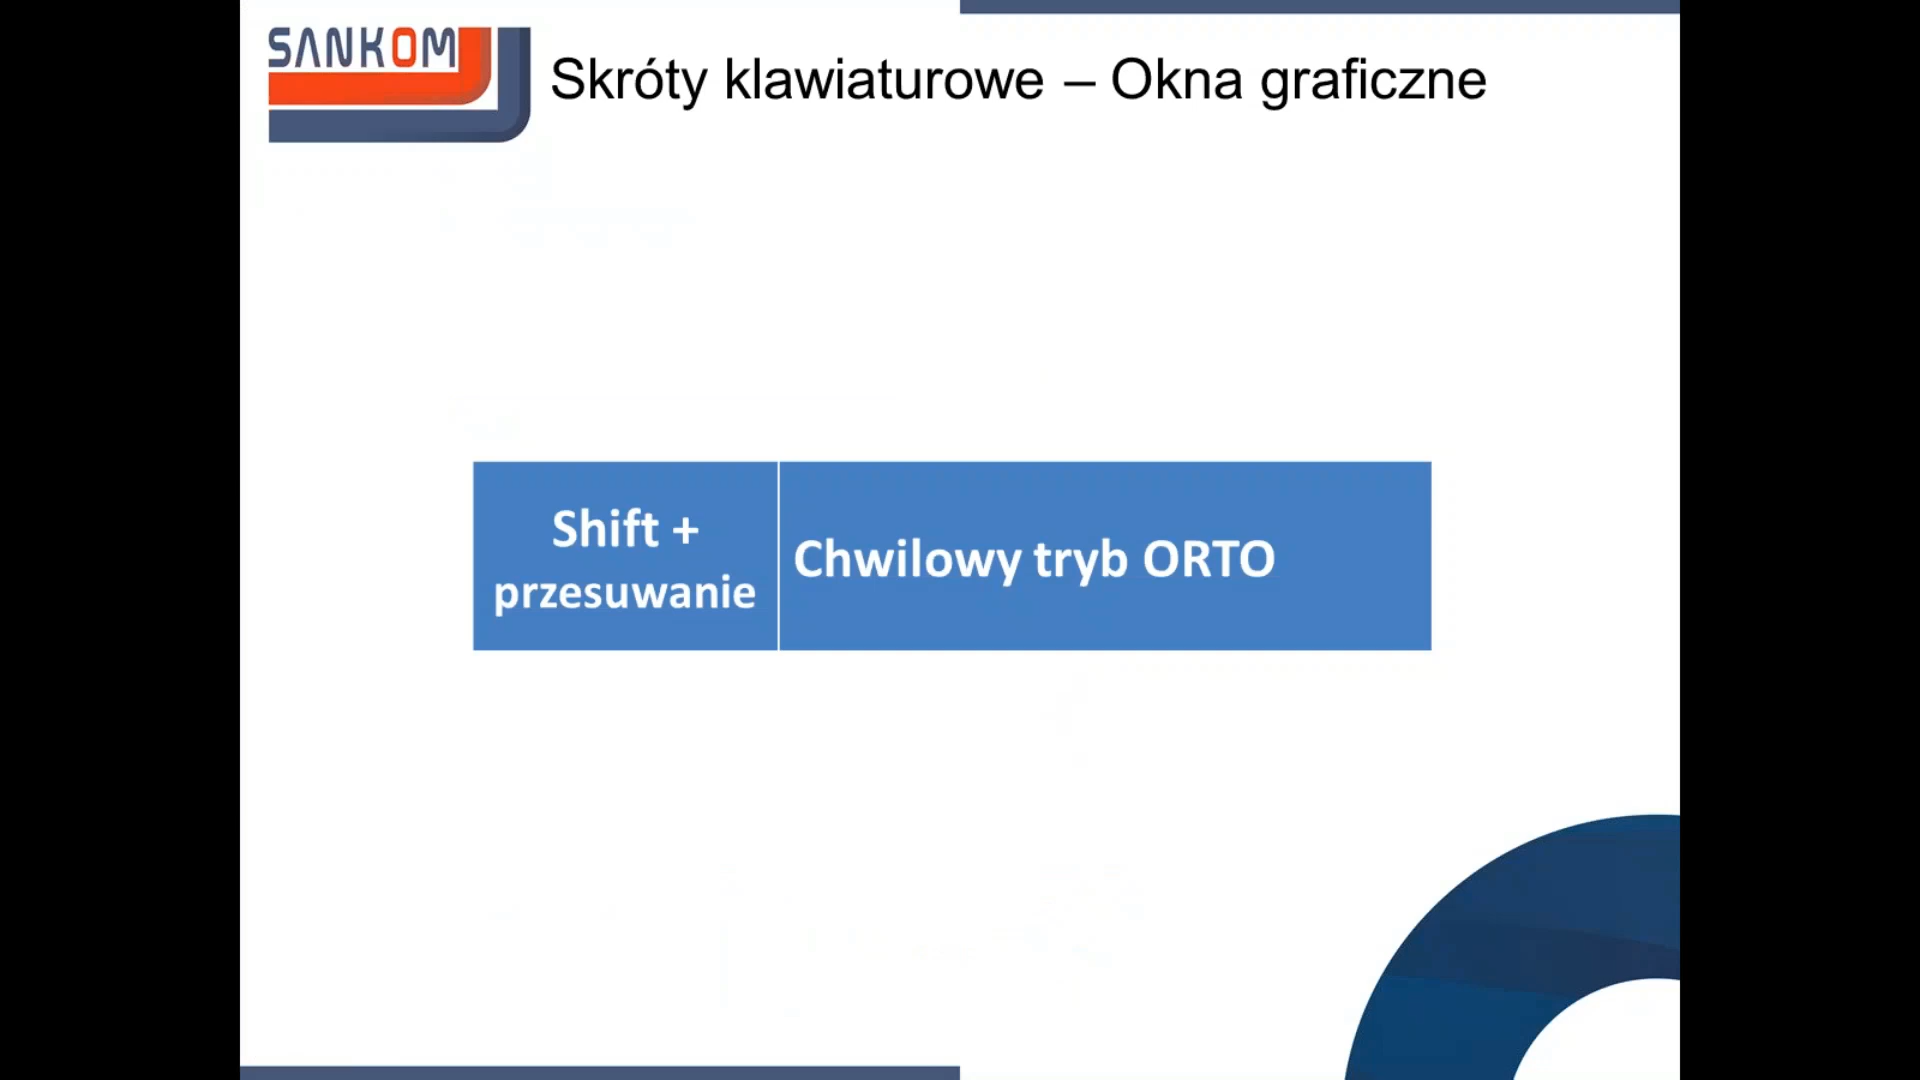 SANKOM
Skróty klawiaturowe – Okna graficzne
Shift +
przesuwanie
Chwilowy tryb ORTO